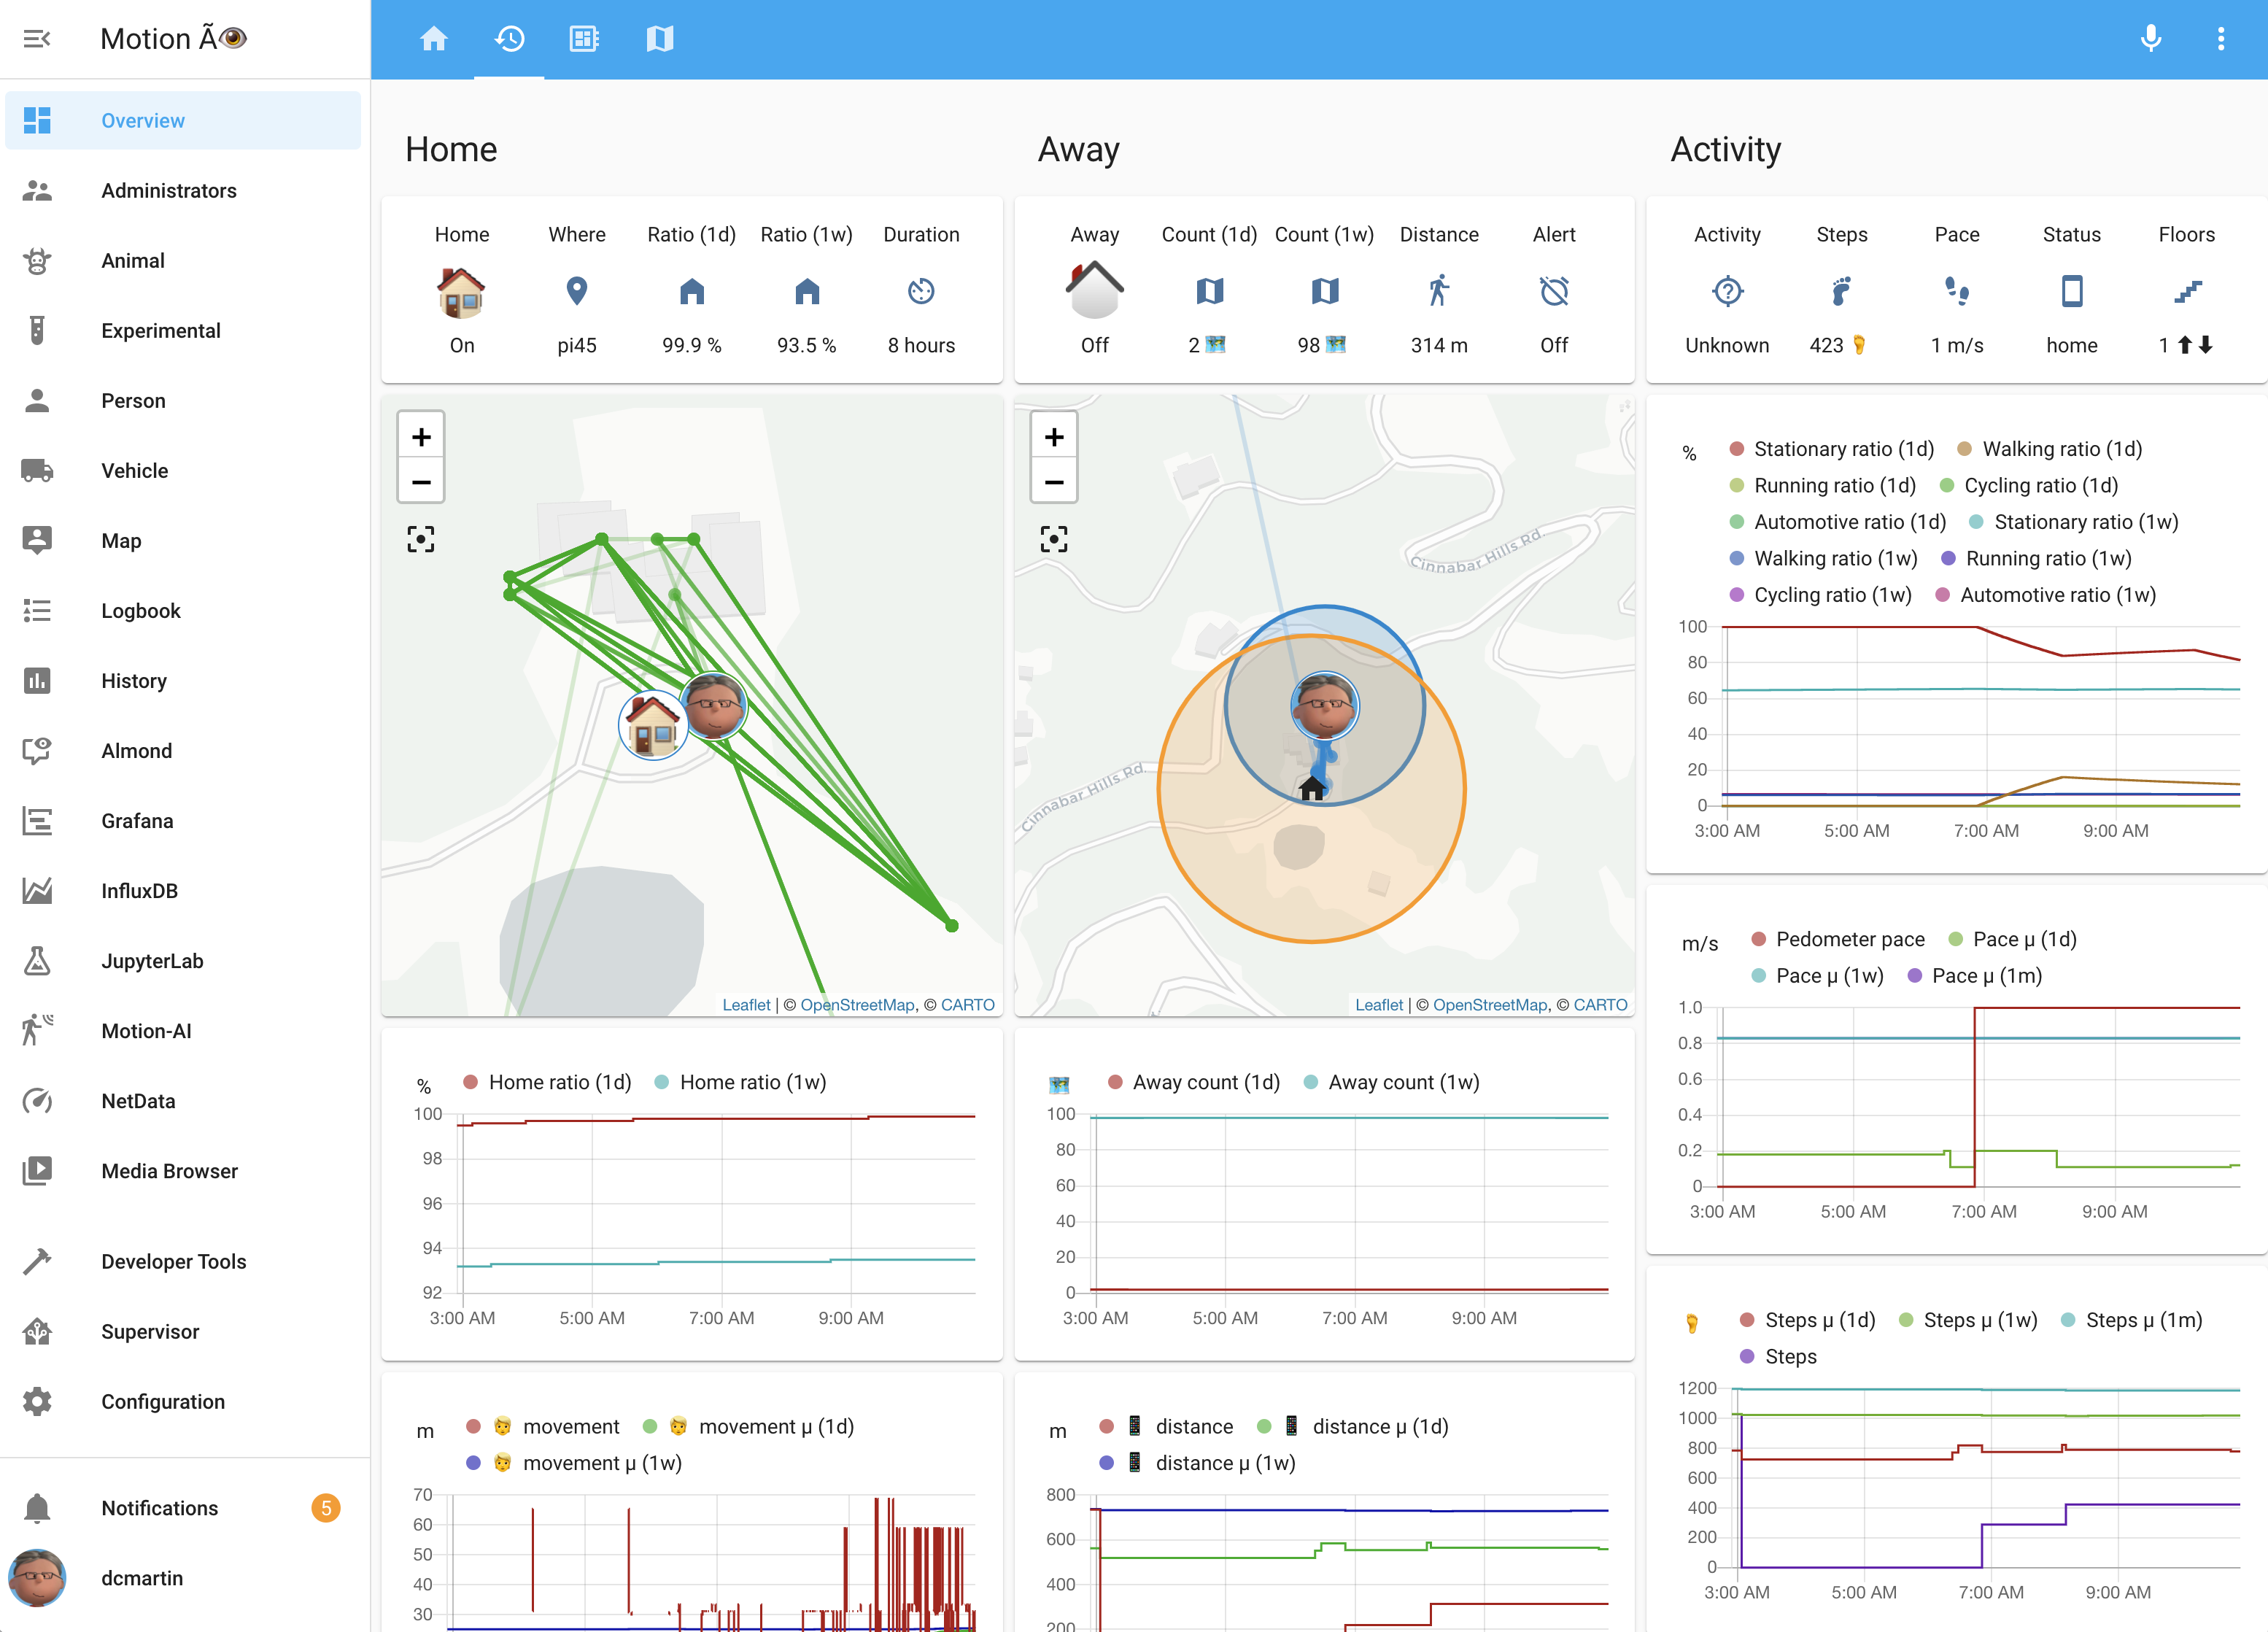 Motion Ã👁
Overview
Administrators
Animal
Experimental
Person
Vehicle
Map
Logbook
History
Almond
Grafana
InfluxDB
JupyterLab
Motion-AI
NetData
Media Browser
Developer Tools
Supervisor
Configuration
Notifications 5
dcmartin
Home
Home Where Ratio (1d) Ratio (1w) Duration
On pi45 99.9 % 93.5 % 8 hours
+
−
Leaflet | © OpenStreetMap, © CARTO
% Home ratio (1d) Home ratio (1w)
100
98
96
94
92
3:00 AM 5:00 AM 7:00 AM 9:00 AM
m movement movement µ (1d)
movement µ (1w)
70
60
50
40
30
Away
Away Count (1d) Count (1w) Distance Alert
Off 2 🗺 98 🗺 314 m Off
+
−
Cinnabar Hills Rd.
Cinnabar Hills Rd.
Leaflet | © OpenStreetMap, © CARTO
🗺 Away count (1d) Away count (1w)
100
80
60
40
20
0
3:00 AM 5:00 AM 7:00 AM 9:00 AM
m distance distance µ (1d)
distance µ (1w)
800
600
400
200
Activity
Activity Steps Pace Status Floors
Unknown 423 🦶 1 m/s home 1 ⬆⬇
% Stationary ratio (1d) Walking ratio (1d)
Running ratio (1d) Cycling ratio (1d)
Automotive ratio (1d) Stationary ratio (1w)
Walking ratio (1w) Running ratio (1w)
Cycling ratio (1w) Automotive ratio (1w)
100
80
60
40
20
0
3:00 AM 5:00 AM 7:00 AM 9:00 AM
m/s Pedometer pace Pace µ (1d)
Pace µ (1w) Pace µ (1m)
1.0
0.8
0.6
0.4
0.2
0
3:00 AM 5:00 AM 7:00 AM 9:00 AM
🦶 Steps µ (1d) Steps µ (1w) Steps µ (1m)
Steps
1200
1000
800
600
400
200
0
3:00 AM 5:00 AM 7:00 AM 9:00 AM